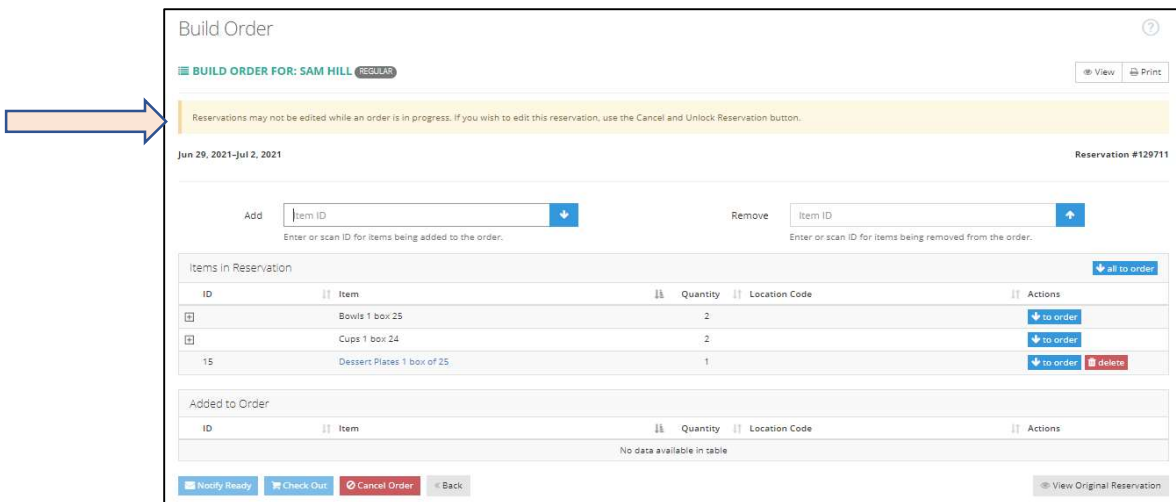 Build Order
BUILD ORDER FOR: SAM HILL REGULAR
View Print
Reservations may not be edited while an order is in progress. If you wish to edit this reservation, use the Cancel and Unlock Reservation button.
Jun 29, 2021–Jul 2, 2021 Reservation #129711
Add Item ID Remove Item ID
Enter or scan ID for items being added to the order. Enter or scan ID for items being removed from the order.
Items in Reservation all to order
ID Item Quantity Location Code Actions
Bowls 1 box 25 2 to order
Cups 1 box 24 2 to order
15 Dessert Plates 1 box of 25 1 to order delete
Added to Order
ID Item Quantity Location Code Actions
No data available in table
Notify Ready Check Out Cancel Order « Back View Original Reservation